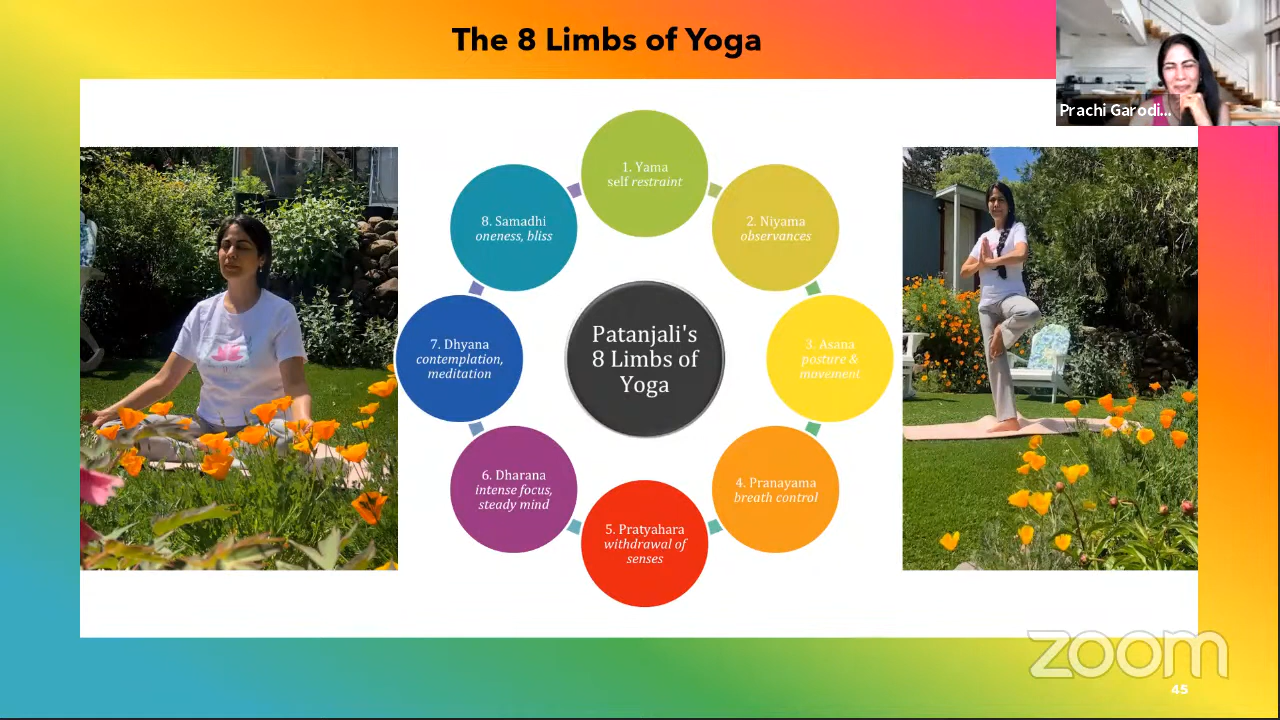 The 8 Limbs of Yoga
Prachi Garodi...
1. Yama
self restraint
8. Samadhi
oneness, bliss
2. Niyama
observances
Patanjali's
8 Limbs of
Yoga
7. Dhyana
contemplation,
meditation
3. Asana
posture &
movement
6. Dharana
intense focus,
steady mind
4. Pranayama
breath control
5. Pratyahara
withdrawal of
senses
zoom
45